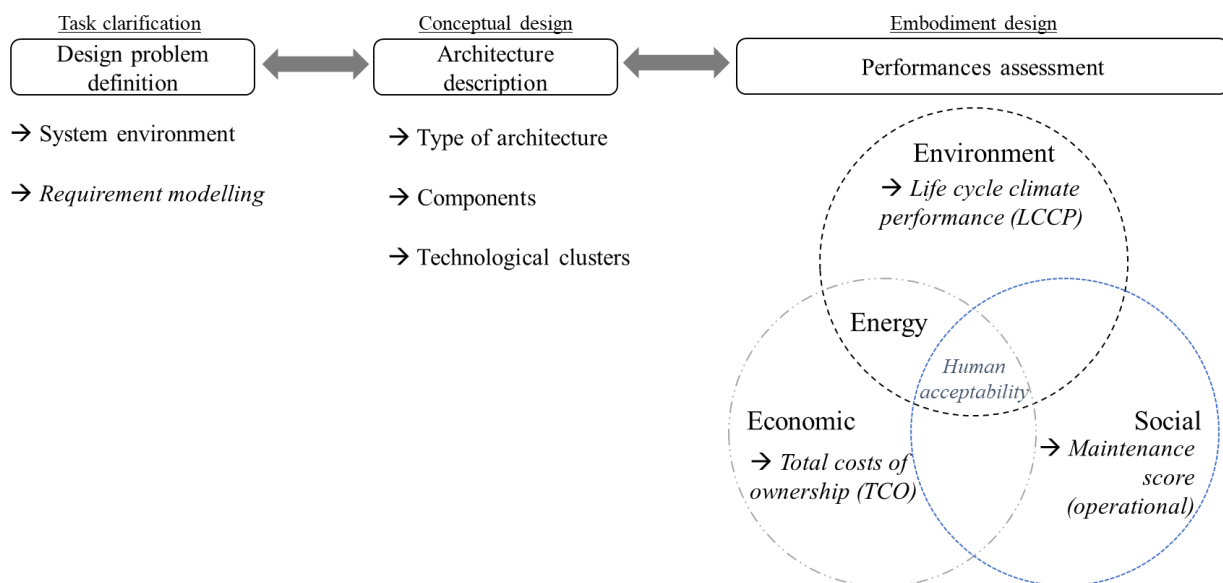 Task clarification
Design problem
definition
→ System environment
→ Requirement modelling
Conceptual design
Architecture
description
→ Type of architecture
→ Components
→ Technological clusters
Embodiment design
Performances assessment
Environment
→ Life cycle climate
performance (LCCP)
Energy
Human
acceptability
Economic
→ Total costs of
ownership (TCO)
Social
→ Maintenance
score
(operational)